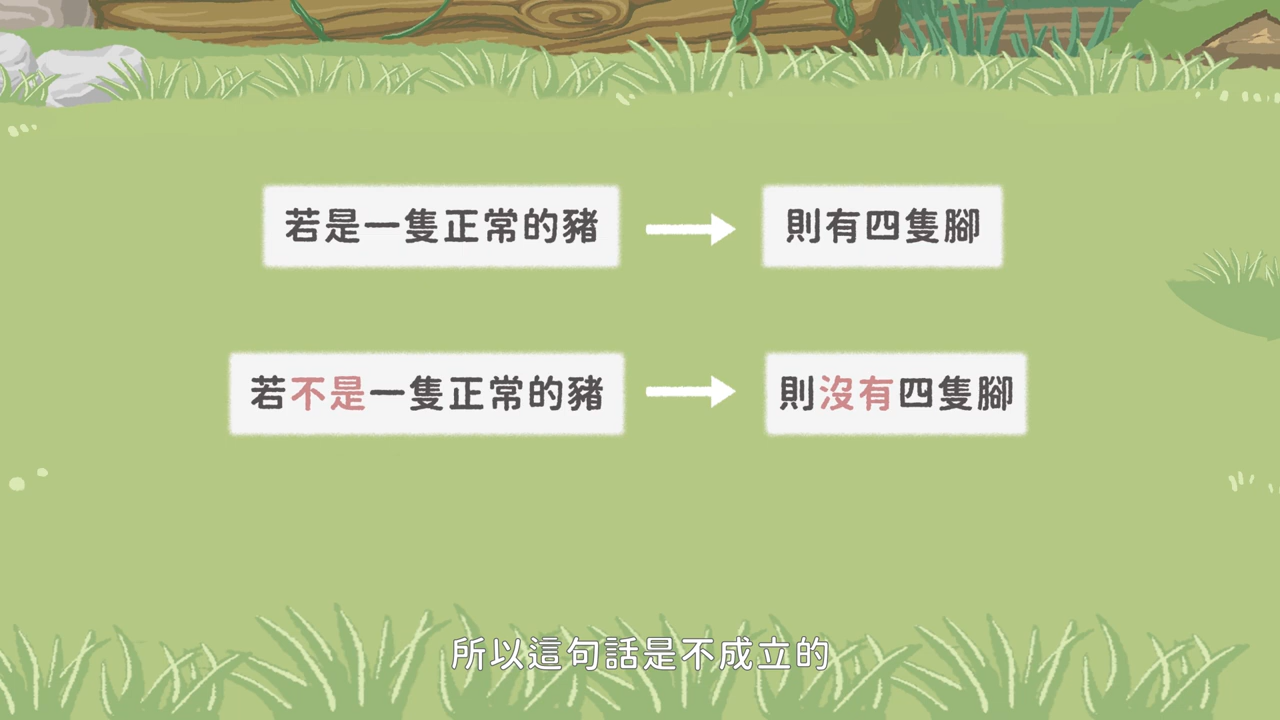 若是一隻正常的豬 → 則有四隻腳
若不是一隻正常的豬 → 則沒有四隻腳
所以這句話是不成立的